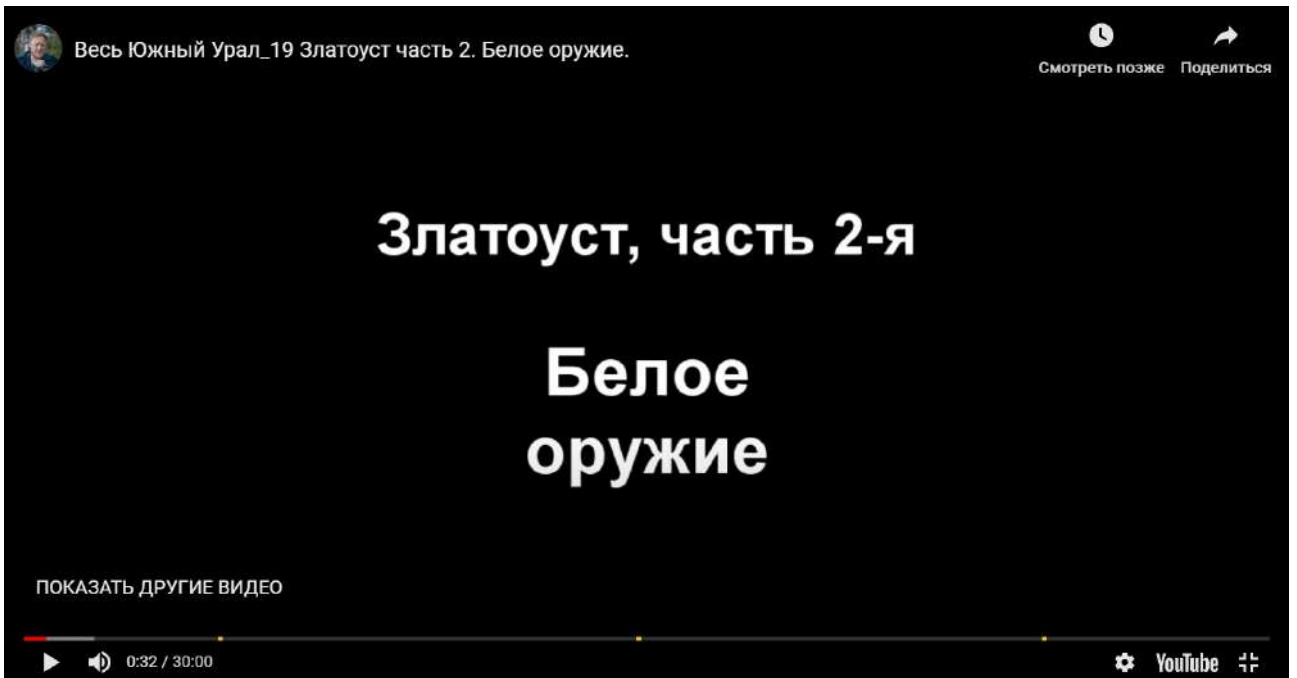 Весь Южный Урал_19 Златоуст часть 2. Белое оружие.
Смотреть позже
Поделиться
Златоуст, часть 2-я
Белое
оружие
ПОКАЗАТЬ ДРУГИЕ ВИДЕО
0:32 / 30:00
YouTube